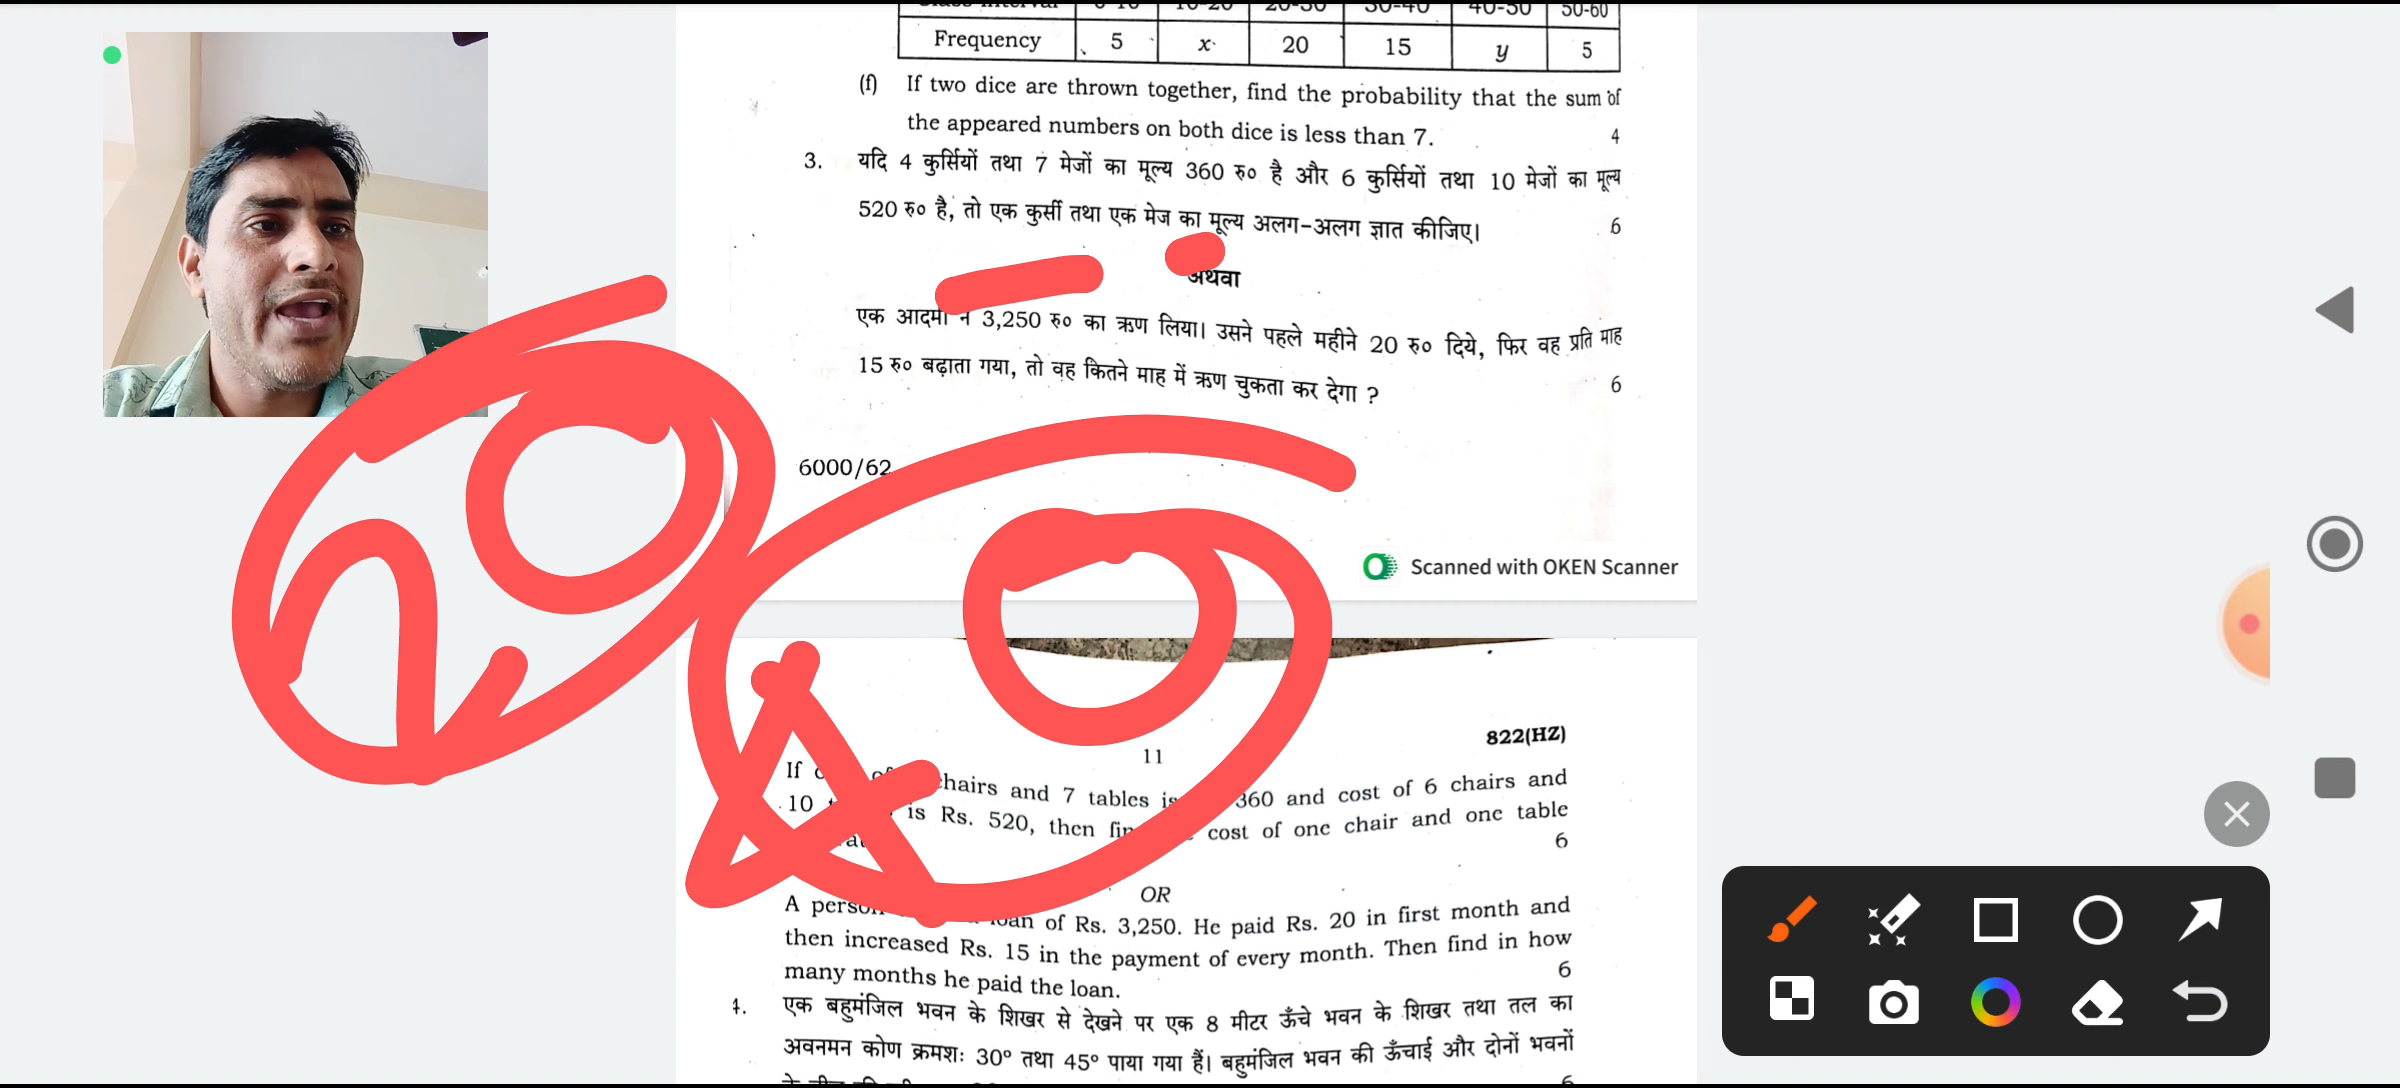 50-60
Frequency 5 x 20 15 y 5
(f) If two dice are thrown together, find the probability that the sum of
the appeared numbers on both dice is less than 7. 4
3. यदि 4 कुर्सियों तथा 7 मेजों का मूल्य 360 रु० है और 6 कुर्सियों तथा 10 मेजों का मूल्य
520 रु० है, तो एक कुर्सी तथा एक मेज का मूल्य अलग-अलग ज्ञात कीजिए। 6
अथवा
एक आदमी ने 3,250 रु० का ऋण लिया। उसने पहले महीने 20 रु० दिये, फिर वह प्रति माह
15 रु० बढ़ाता गया, तो वह कितने माह में ऋण चुकता कर देगा ? 6
6000/62
20
40
Scanned with OKEN Scanner
11
822(HZ)
If chairs and 7 tables is 360 and cost of 6 chairs and
10 is Rs. 520, then cost of one chair and one table
6
OR
A person loan of Rs. 3,250. He paid Rs. 20 in first month and
then increased Rs. 15 in the payment of every month. Then find in how
many months he paid the loan. 6
4. एक बहुमंजिल भवन के शिखर से देखने पर एक 8 मीटर ऊँचे भवन के शिखर तथा तल का
अवनमन कोण क्रमशः 30° तथा 45° पाया गया हैं। बहुमंजिल भवन की ऊँचाई और दोनों भवनों